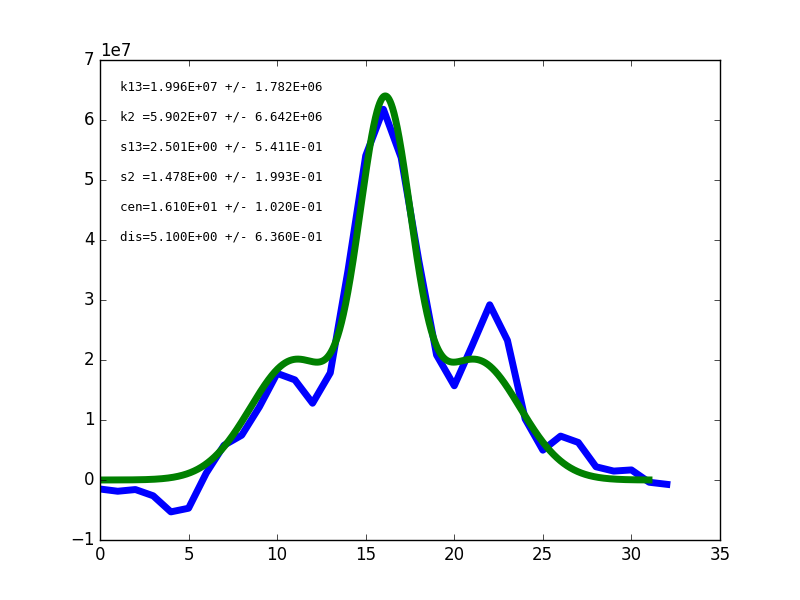 1e7
7
k13=1.996E+07 +/- 1.782E+06
6
k2 =5.902E+07 +/- 6.642E+06
s13=2.501E+00 +/- 5.411E-01
5
s2 =1.478E+00 +/- 1.993E-01
cen=1.610E+01 +/- 1.020E-01
4
dis=5.100E+00 +/- 6.360E-01
3
2
1
0
−1
0 5 10 15 20 25 30 35